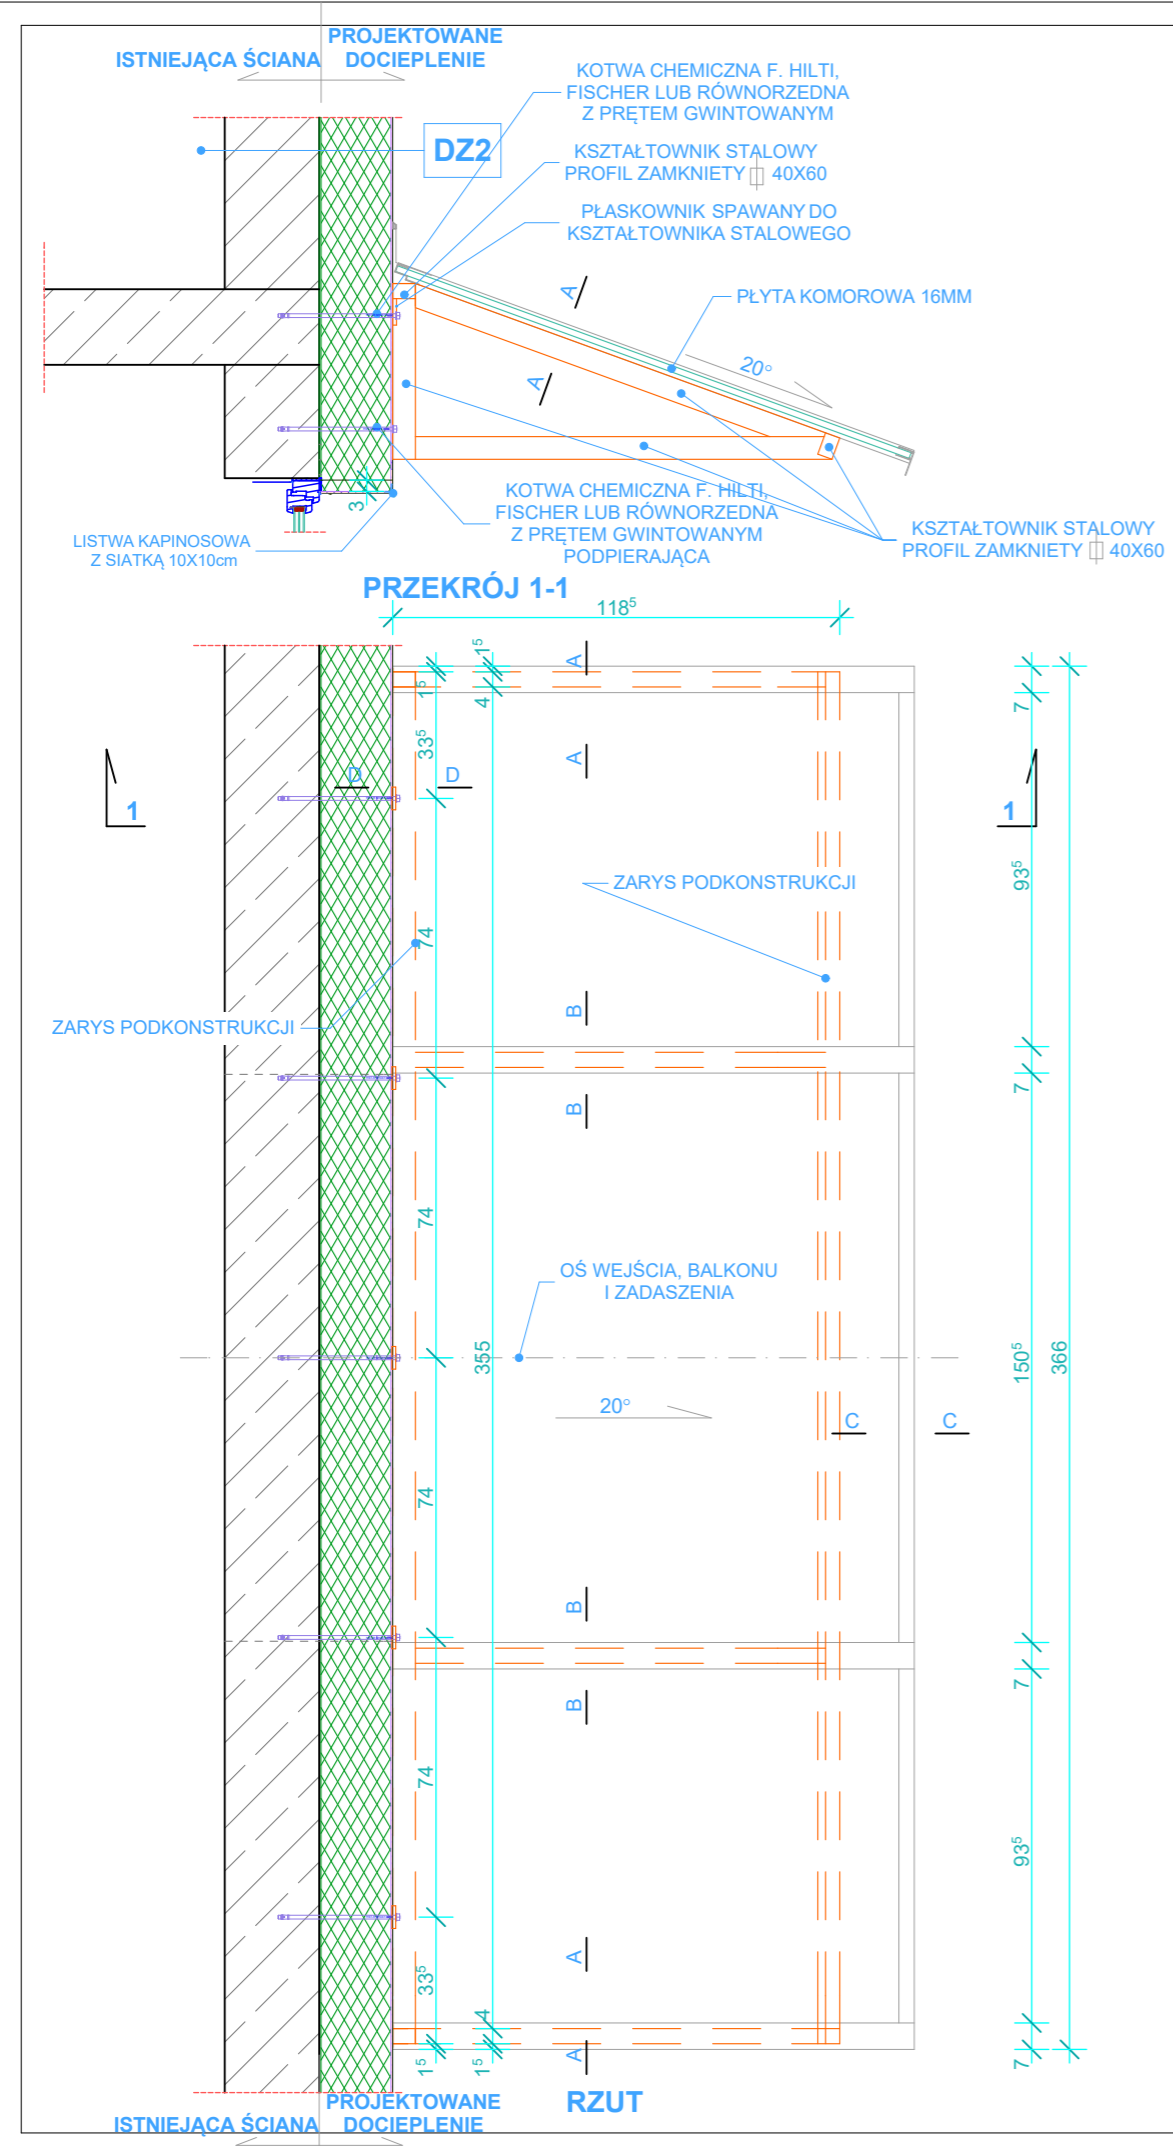 PROJEKTOWANE
ISTNIEJĄCA ŚCIANA DOCIEPLENIE
KOTWA CHEMICZNA F. HILTI,
FISCHER LUB RÓWNORZEDNA
Z PRĘTEM GWINTOWANYM
DZ2
KSZTAŁTOWNIK STALOWY
PROFIL ZAMKNIETY 40X60
PŁASKOWNIK SPAWANY DO
KSZTAŁTOWNIKA STALOWEGO
A
PŁYTA KOMOROWA 16MM
20°
A
3
KOTWA CHEMICZNA F. HILTI,
FISCHER LUB RÓWNORZEDNA
Z PRĘTEM GWINTOWANYM
PODPIERAJĄCA
LISTWA KAPINOSOWA
Z SIATKĄ 10X10cm
KSZTAŁTOWNIK STALOWY
PROFIL ZAMKNIETY 40X60
PRZEKRÓJ 1-1
118⁵
1⁵
A
1⁵
4
7
33⁵
A
D D
1 1
93⁵
ZARYS PODKONSTRUKCJI
74
B
ZARYS PODKONSTRUKCJI
7
B
74
OŚ WEJŚCIA, BALKONU
I ZADASZENIA
355
150⁵
366
20°
C C
74
B
7
B
74
93⁵
A
33⁵
4
1⁵
1⁵
A
7
RZUT
PROJEKTOWANE
ISTNIEJĄCA ŚCIANA DOCIEPLENIE